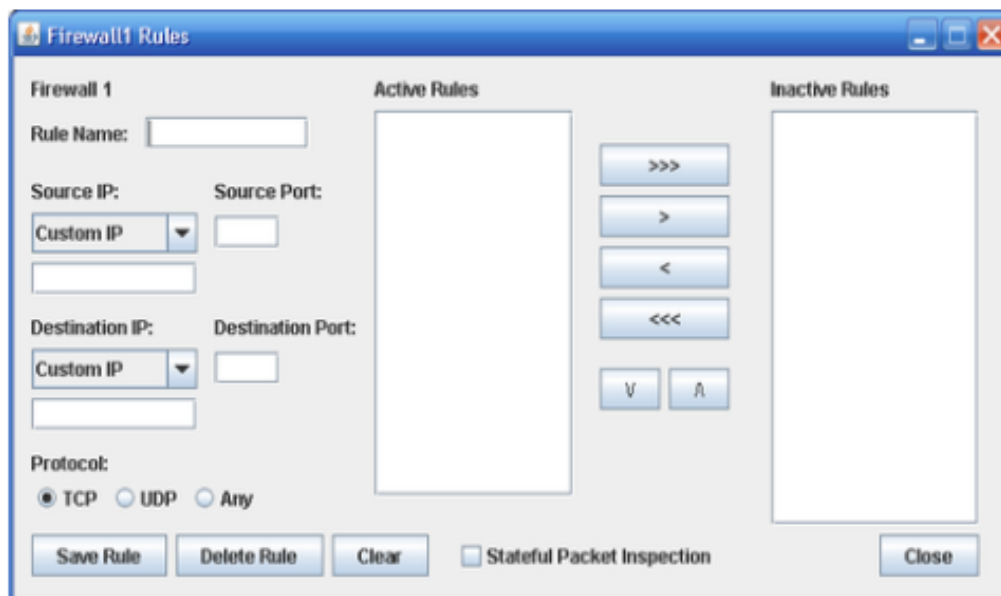 Firewall1 Rules
Firewall 1
Rule Name:
Source IP:
Source Port:
Custom IP
Destination IP:
Destination Port:
Custom IP
Protocol:
TCP
UDP
Any
Save Rule
Delete Rule
Clear
Active Rules
>>>
>
<
<<<
V
Λ
Stateful Packet Inspection
Inactive Rules
Close